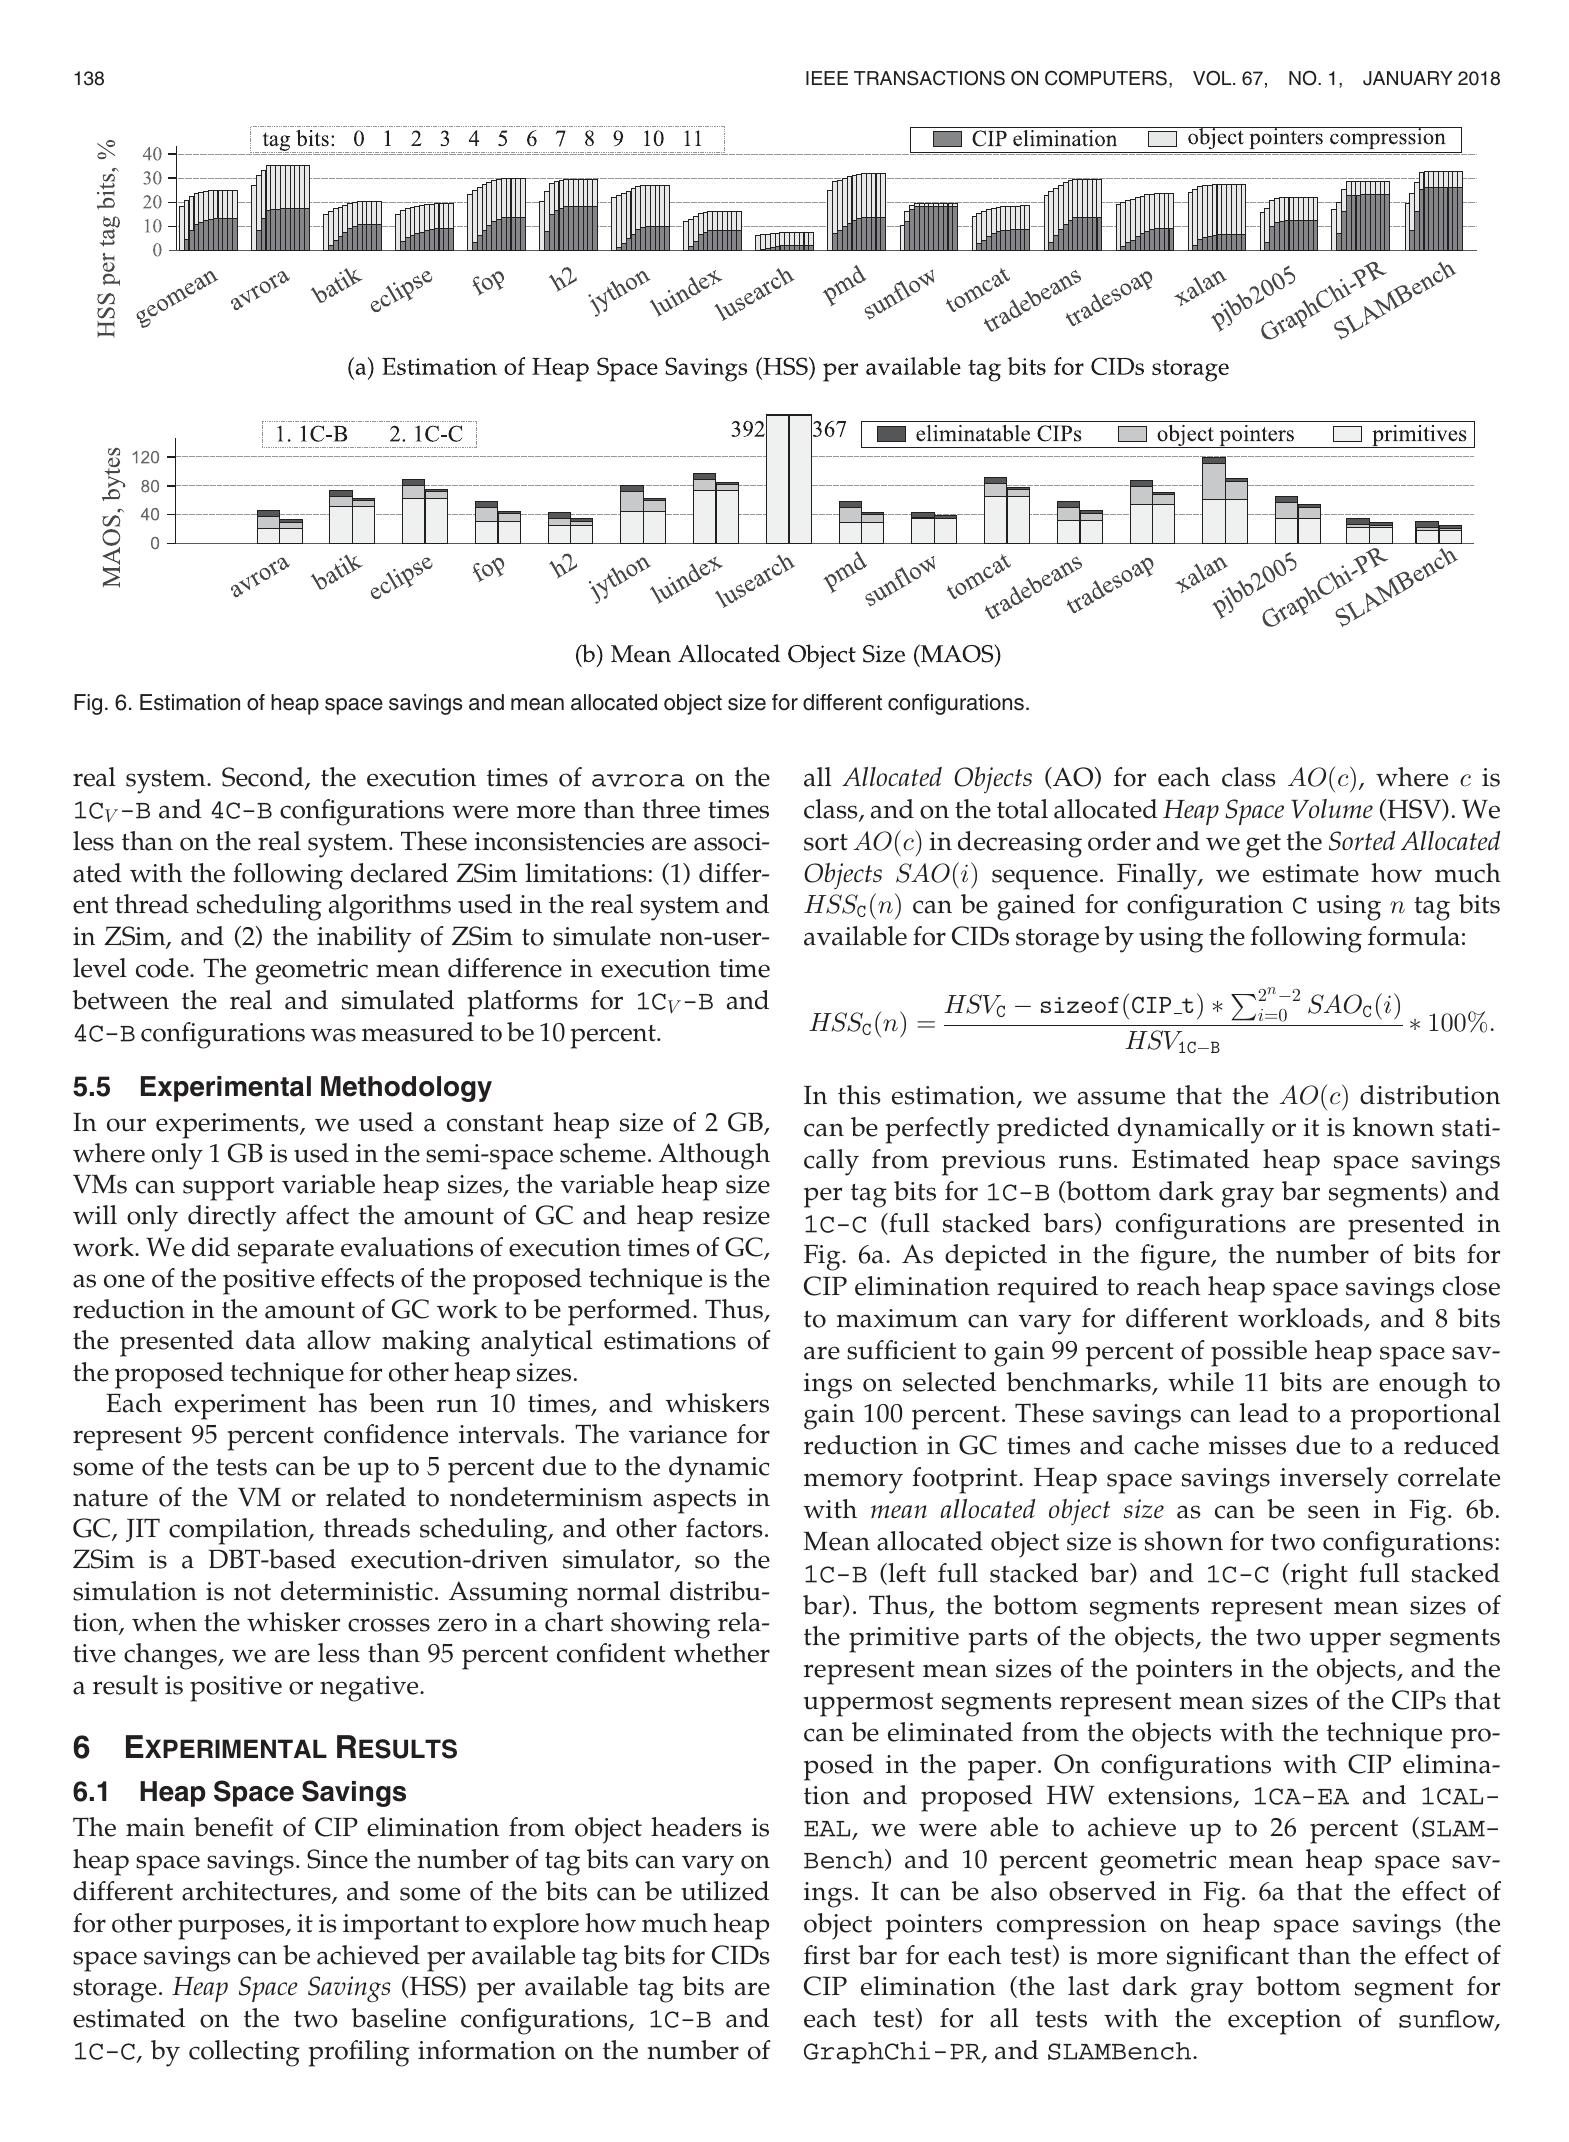 138
IEEE TRANSACTIONS ON COMPUTERS, VOL. 67, NO. 1, JANUARY 2018
tag bits: 0 1 2 3 4 5 6 7 8 9 10 11
CIP elimination
object pointers compression
HSS per tag bits, %
40
30
20
10
0
geomean
avrora
batik
eclipse
fop
h2
jython
luindex
lusearch
pmd
sunflow
tomcat
tradebeans
tradesoap
xalan
pjbb2005
GraphChi-PR
SLAMBench
(a) Estimation of Heap Space Savings (HSS) per available tag bits for CIDs storage
1. 1C-B 2. 1C-C
392
367
eliminatable CIPs
object pointers
primitives
MAOS, bytes
120
80
40
0
avrora
batik
eclipse
fop
h2
jython
luindex
lusearch
pmd
sunflow
tomcat
tradebeans
tradesoap
xalan
pjbb2005
GraphChi-PR
SLAMBench
(b) Mean Allocated Object Size (MAOS)
Fig. 6. Estimation of heap space savings and mean allocated object size for different configurations.
real system. Second, the execution times of avrora on the
1C_V-B and 4C-B configurations were more than three times
less than on the real system. These inconsistencies are associ-
ated with the following declared ZSim limitations: (1) differ-
ent thread scheduling algorithms used in the real system and
in ZSim, and (2) the inability of ZSim to simulate non-user-
level code. The geometric mean difference in execution time
between the real and simulated platforms for 1C_V-B and
4C-B configurations was measured to be 10 percent.
5.5 Experimental Methodology
In our experiments, we used a constant heap size of 2 GB,
where only 1 GB is used in the semi-space scheme. Although
VMs can support variable heap sizes, the variable heap size
will only directly affect the amount of GC and heap resize
work. We did separate evaluations of execution times of GC,
as one of the positive effects of the proposed technique is the
reduction in the amount of GC work to be performed. Thus,
the presented data allow making analytical estimations of
the proposed technique for other heap sizes.
Each experiment has been run 10 times, and whiskers
represent 95 percent confidence intervals. The variance for
some of the tests can be up to 5 percent due to the dynamic
nature of the VM or related to nondeterminism aspects in
GC, JIT compilation, threads scheduling, and other factors.
ZSim is a DBT-based execution-driven simulator, so the
simulation is not deterministic. Assuming normal distribu-
tion, when the whisker crosses zero in a chart showing rela-
tive changes, we are less than 95 percent confident whether
a result is positive or negative.
6 EXPERIMENTAL RESULTS
6.1 Heap Space Savings
The main benefit of CIP elimination from object headers is
heap space savings. Since the number of tag bits can vary on
different architectures, and some of the bits can be utilized
for other purposes, it is important to explore how much heap
space savings can be achieved per available tag bits for CIDs
storage. Heap Space Savings (HSS) per available tag bits are
estimated on the two baseline configurations, 1C-B and
1C-C, by collecting profiling information on the number of
all Allocated Objects (AO) for each class AO(c), where c is
class, and on the total allocated Heap Space Volume (HSV). We
sort AO(c) in decreasing order and we get the Sorted Allocated
Objects SAO(i) sequence. Finally, we estimate how much
HSS_C(n) can be gained for configuration C using n tag bits
available for CIDs storage by using the following formula:
HSS_C(n) = (HSV_C − sizeof(CIP_t) ∗ ∑_{i=0}^{2^n−2} SAO_C(i)) / HSV_{1C−B} ∗ 100%.
In this estimation, we assume that the AO(c) distribution
can be perfectly predicted dynamically or it is known stati-
cally from previous runs. Estimated heap space savings
per tag bits for 1C-B (bottom dark gray bar segments) and
1C-C (full stacked bars) configurations are presented in
Fig. 6a. As depicted in the figure, the number of bits for
CIP elimination required to reach heap space savings close
to maximum can vary for different workloads, and 8 bits
are sufficient to gain 99 percent of possible heap space sav-
ings on selected benchmarks, while 11 bits are enough to
gain 100 percent. These savings can lead to a proportional
reduction in GC times and cache misses due to a reduced
memory footprint. Heap space savings inversely correlate
with mean allocated object size as can be seen in Fig. 6b.
Mean allocated object size is shown for two configurations:
1C-B (left full stacked bar) and 1C-C (right full stacked
bar). Thus, the bottom segments represent mean sizes of
the primitive parts of the objects, the two upper segments
represent mean sizes of the pointers in the objects, and the
uppermost segments represent mean sizes of the CIPs that
can be eliminated from the objects with the technique pro-
posed in the paper. On configurations with CIP elimina-
tion and proposed HW extensions, 1CA-EA and 1CAL-
EAL, we were able to achieve up to 26 percent (SLAM-
Bench) and 10 percent geometric mean heap space sav-
ings. It can be also observed in Fig. 6a that the effect of
object pointers compression on heap space savings (the
first bar for each test) is more significant than the effect of
CIP elimination (the last dark gray bottom segment for
each test) for all tests with the exception of sunflow,
GraphChi-PR, and SLAMBench.